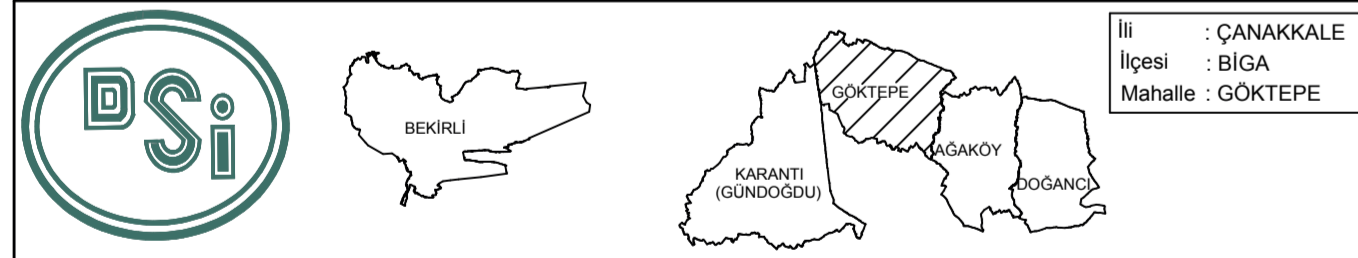 DSİ
BEKİRLİ
GÖKTEPE
KARANTI
(GÜNDOĞDU)
AĞAKÖY
DOĞANCI
İli : ÇANAKKALE
İlçesi : BİGA
Mahalle : GÖKTEPE